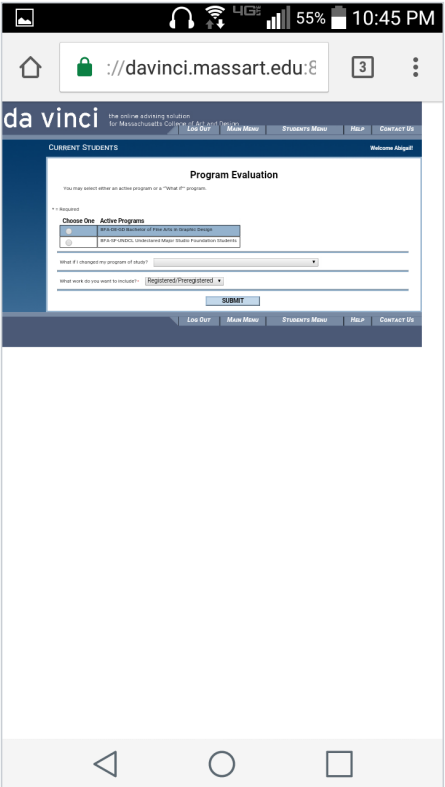 4G
55% 10:45 PM
://davinci.massart.edu:8
3
da vinci
the online advising solution
for Massachusetts College of Art and Design
LOG OUT MAIN MENU STUDENTS MENU HELP CONTACT US
CURRENT STUDENTS Welcome Abigail!
Program Evaluation
You may select either an active program or a "What If" program.
* = Required
Choose One Active Programs
BFA-DE-GD Bachelor of Fine Arts in Graphic Design
BFA-SF-UNDCL Undeclared Major Studio Foundation Students
What if I changed my program of study?
What work do you want to include?* Registered/Preregistered
SUBMIT
LOG OUT MAIN MENU STUDENTS MENU HELP CONTACT US